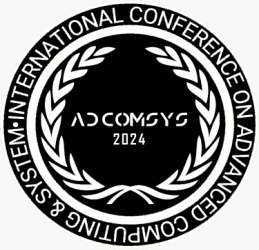 INTERNATIONAL CONFERENCE ON ADVANCED COMPUTING & SYSTEM•
ADCOMSYS
2024